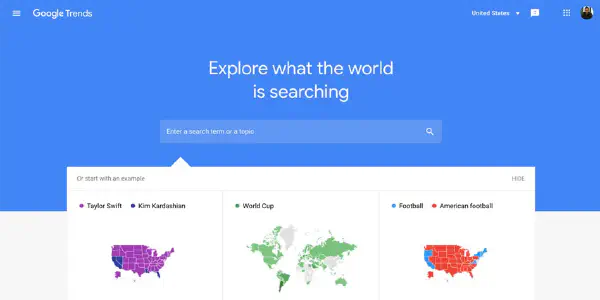 Google Trends
United States
Explore what the world
is searching
Enter a search term or a topic
Or start with an example
HIDE
Taylor Swift Kim Kardashian
World Cup
Football American football